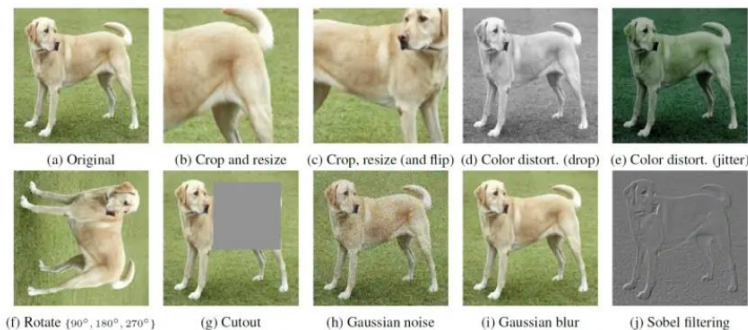 (a) Original
(b) Crop and resize
(c) Crop, resize (and flip)
(d) Color distort. (drop)
(e) Color distort. (jitter)
(f) Rotate {90°, 180°, 270°}
(g) Cutout
(h) Gaussian noise
(i) Gaussian blur
(j) Sobel filtering